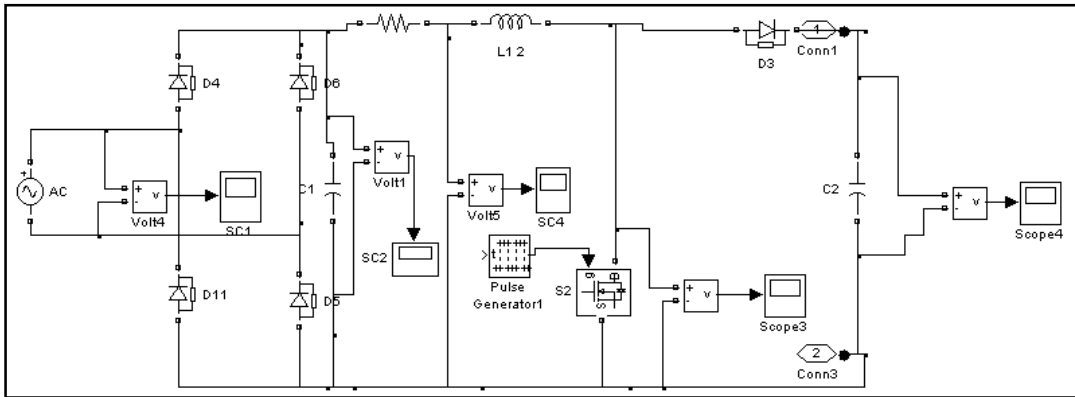 L1 2
D3
1
Conn1
D4
D6
+
-
v
Volt1
AC
+
+
-
v
Volt4
SC1
C1
+
-
v
Volt5
SC4
C2
+
-
v
Scope4
SC2
t
Pulse
Generator1
g
D
S
S2
D11
D5
+
-
v
Scope3
2
Conn3